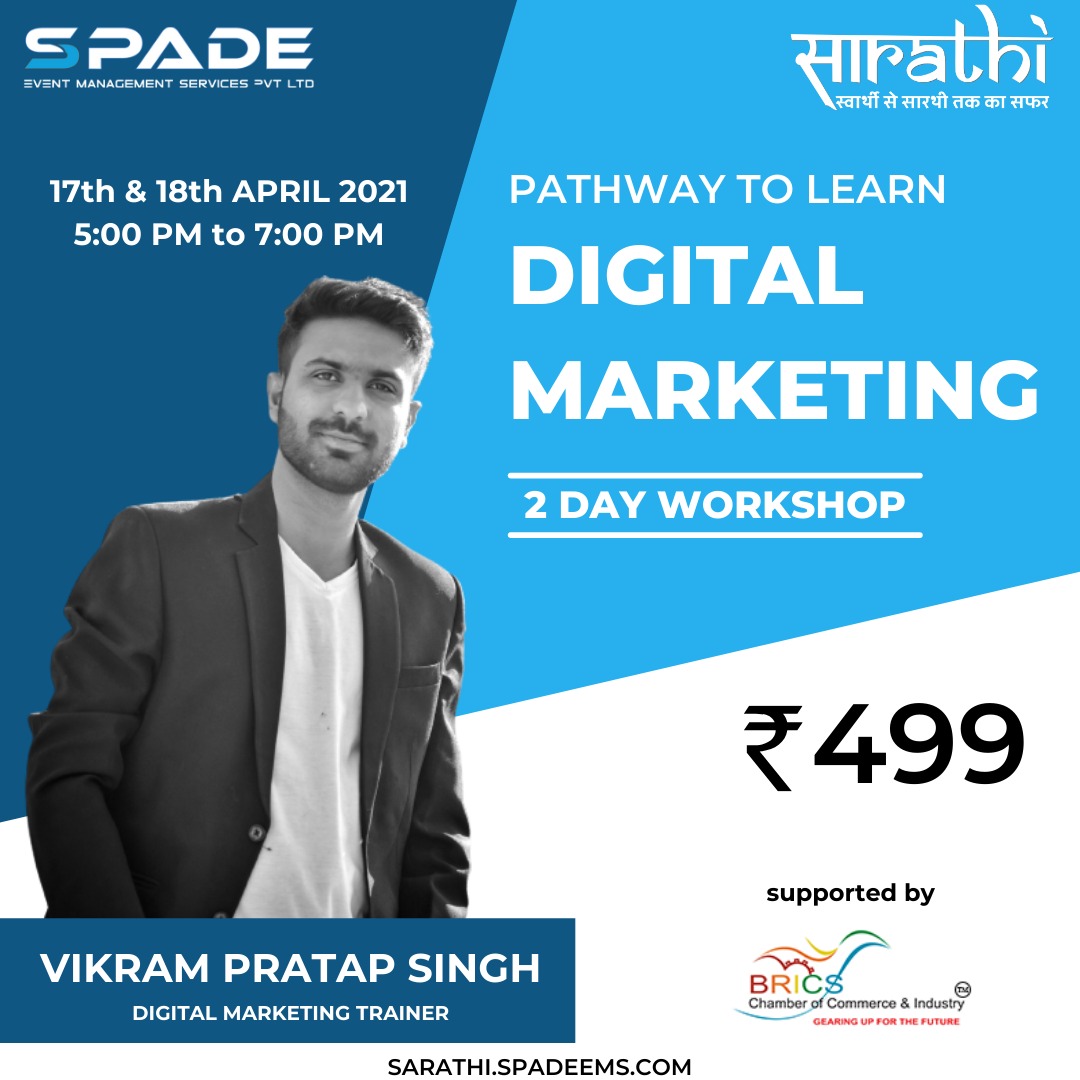 SPADE
EVENT MANAGEMENT SERVICES PVT LTD
साrathi
स्वार्थी से सारथी तक का सफर
17th & 18th APRIL 2021
5:00 PM to 7:00 PM
PATHWAY TO LEARN
DIGITAL
MARKETING
2 DAY WORKSHOP
₹499
supported by
BRICS
Chamber of Commerce & Industry
TM
GEARING UP FOR THE FUTURE
VIKRAM PRATAP SINGH
DIGITAL MARKETING TRAINER
SARATHI.SPADEEMS.COM